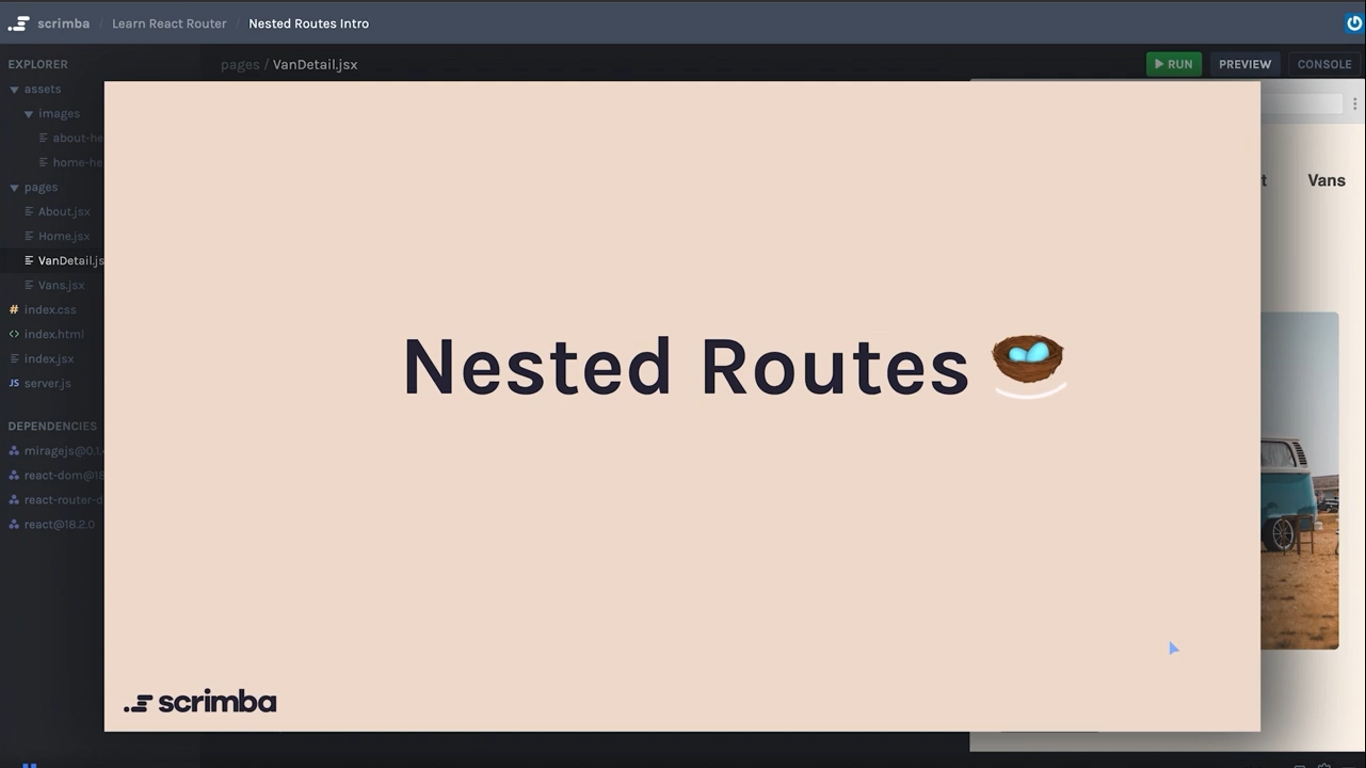 scrimba / Learn React Router / Nested Routes Intro
EXPLORER
pages / VanDetail.jsx
RUN
PREVIEW
CONSOLE
assets
images
about-he
home-he
pages
About.jsx
Home.jsx
VanDetail.js
Vans.jsx
# index.css
<> index.html
index.jsx
JS server.js
DEPENDENCIES
miragejs@0.1.
react-dom@18
react-router-d
react@18.2.0
t
Vans
Nested Routes
scrimba